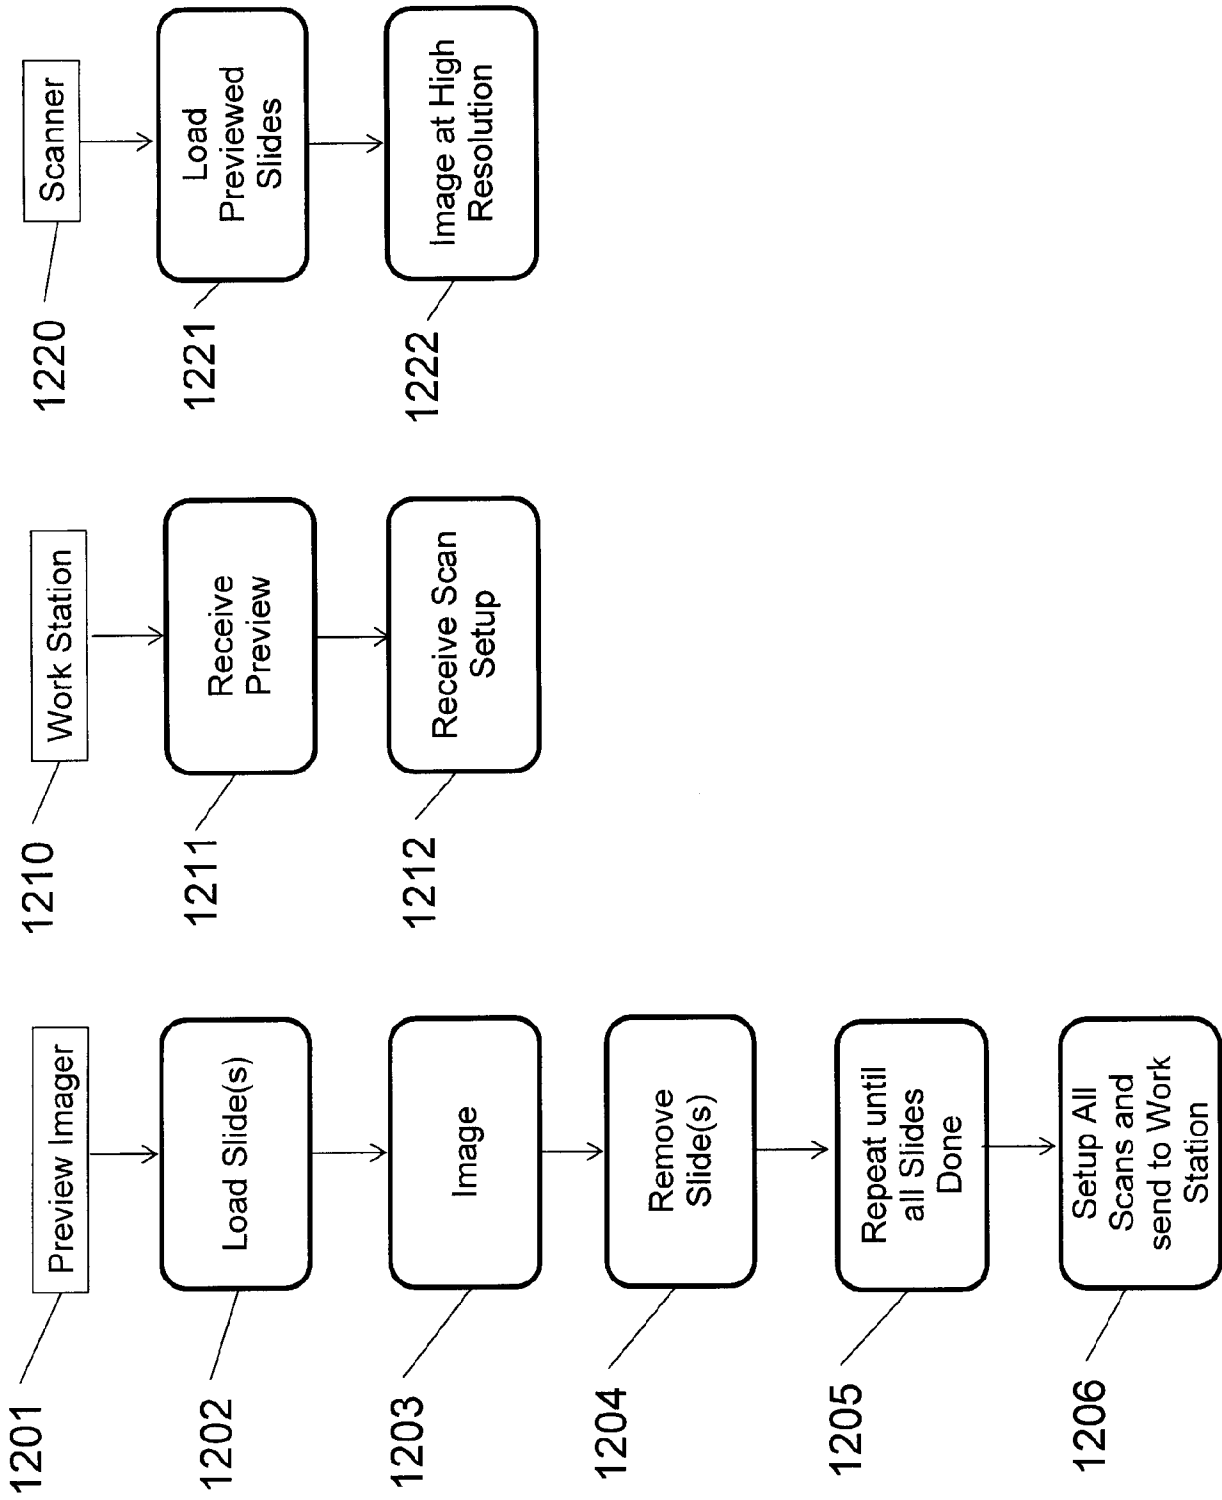 1201
Preview Imager
1202
Load Slide(s)
1203
Image
1204
Remove
Slide(s)
1205
Repeat until
all Slides
Done
1206
Setup All
Scans and
send to Work
Station
1210
Work Station
1211
Receive
Preview
1212
Receive Scan
Setup
1220
Scanner
1221
Load
Previewed
Slides
1222
Image at High
Resolution